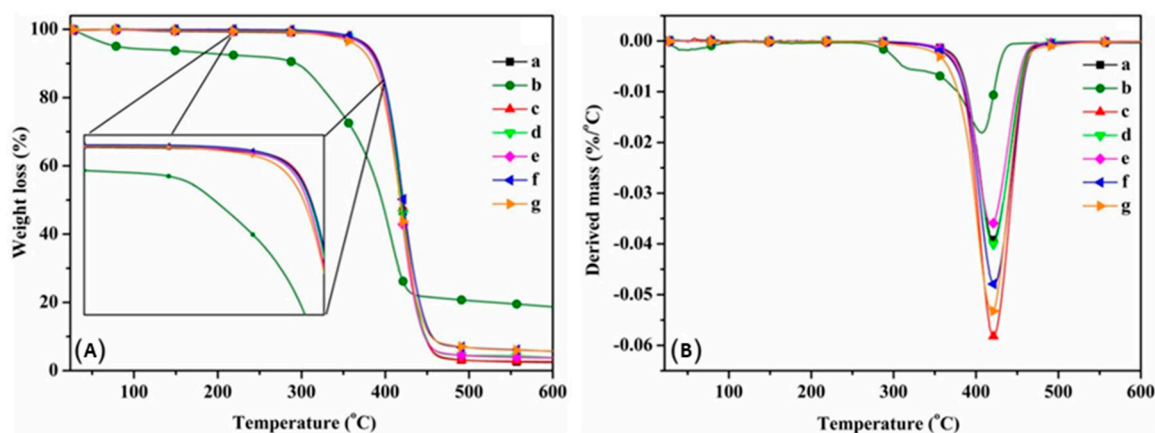 100
80
60
40
20
0
Weight loss (%)
a
b
c
d
e
f
g
(A)
100
200
300
400
500
600
Temperature (°C)
0.00
-0.01
-0.02
-0.03
-0.04
-0.05
-0.06
Derived mass (%/°C)
a
b
c
d
e
f
g
(B)
100
200
300
400
500
600
Temperature (°C)